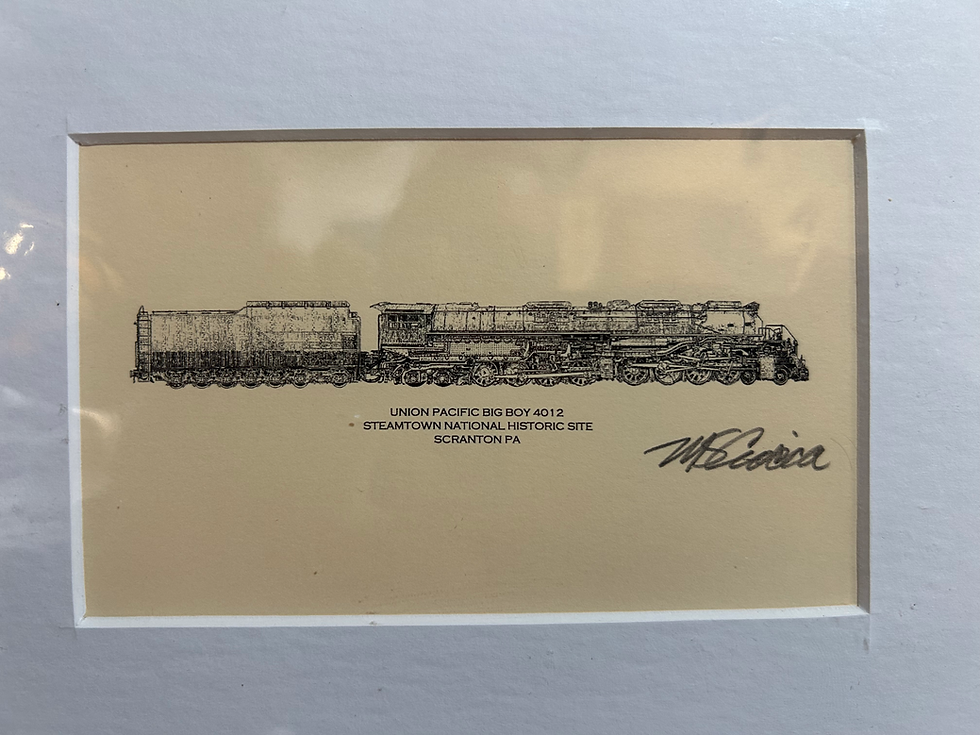 UNION PACIFIC BIG BOY 4012
STEAMTOWN NATIONAL HISTORIC SITE
SCRANTON PA